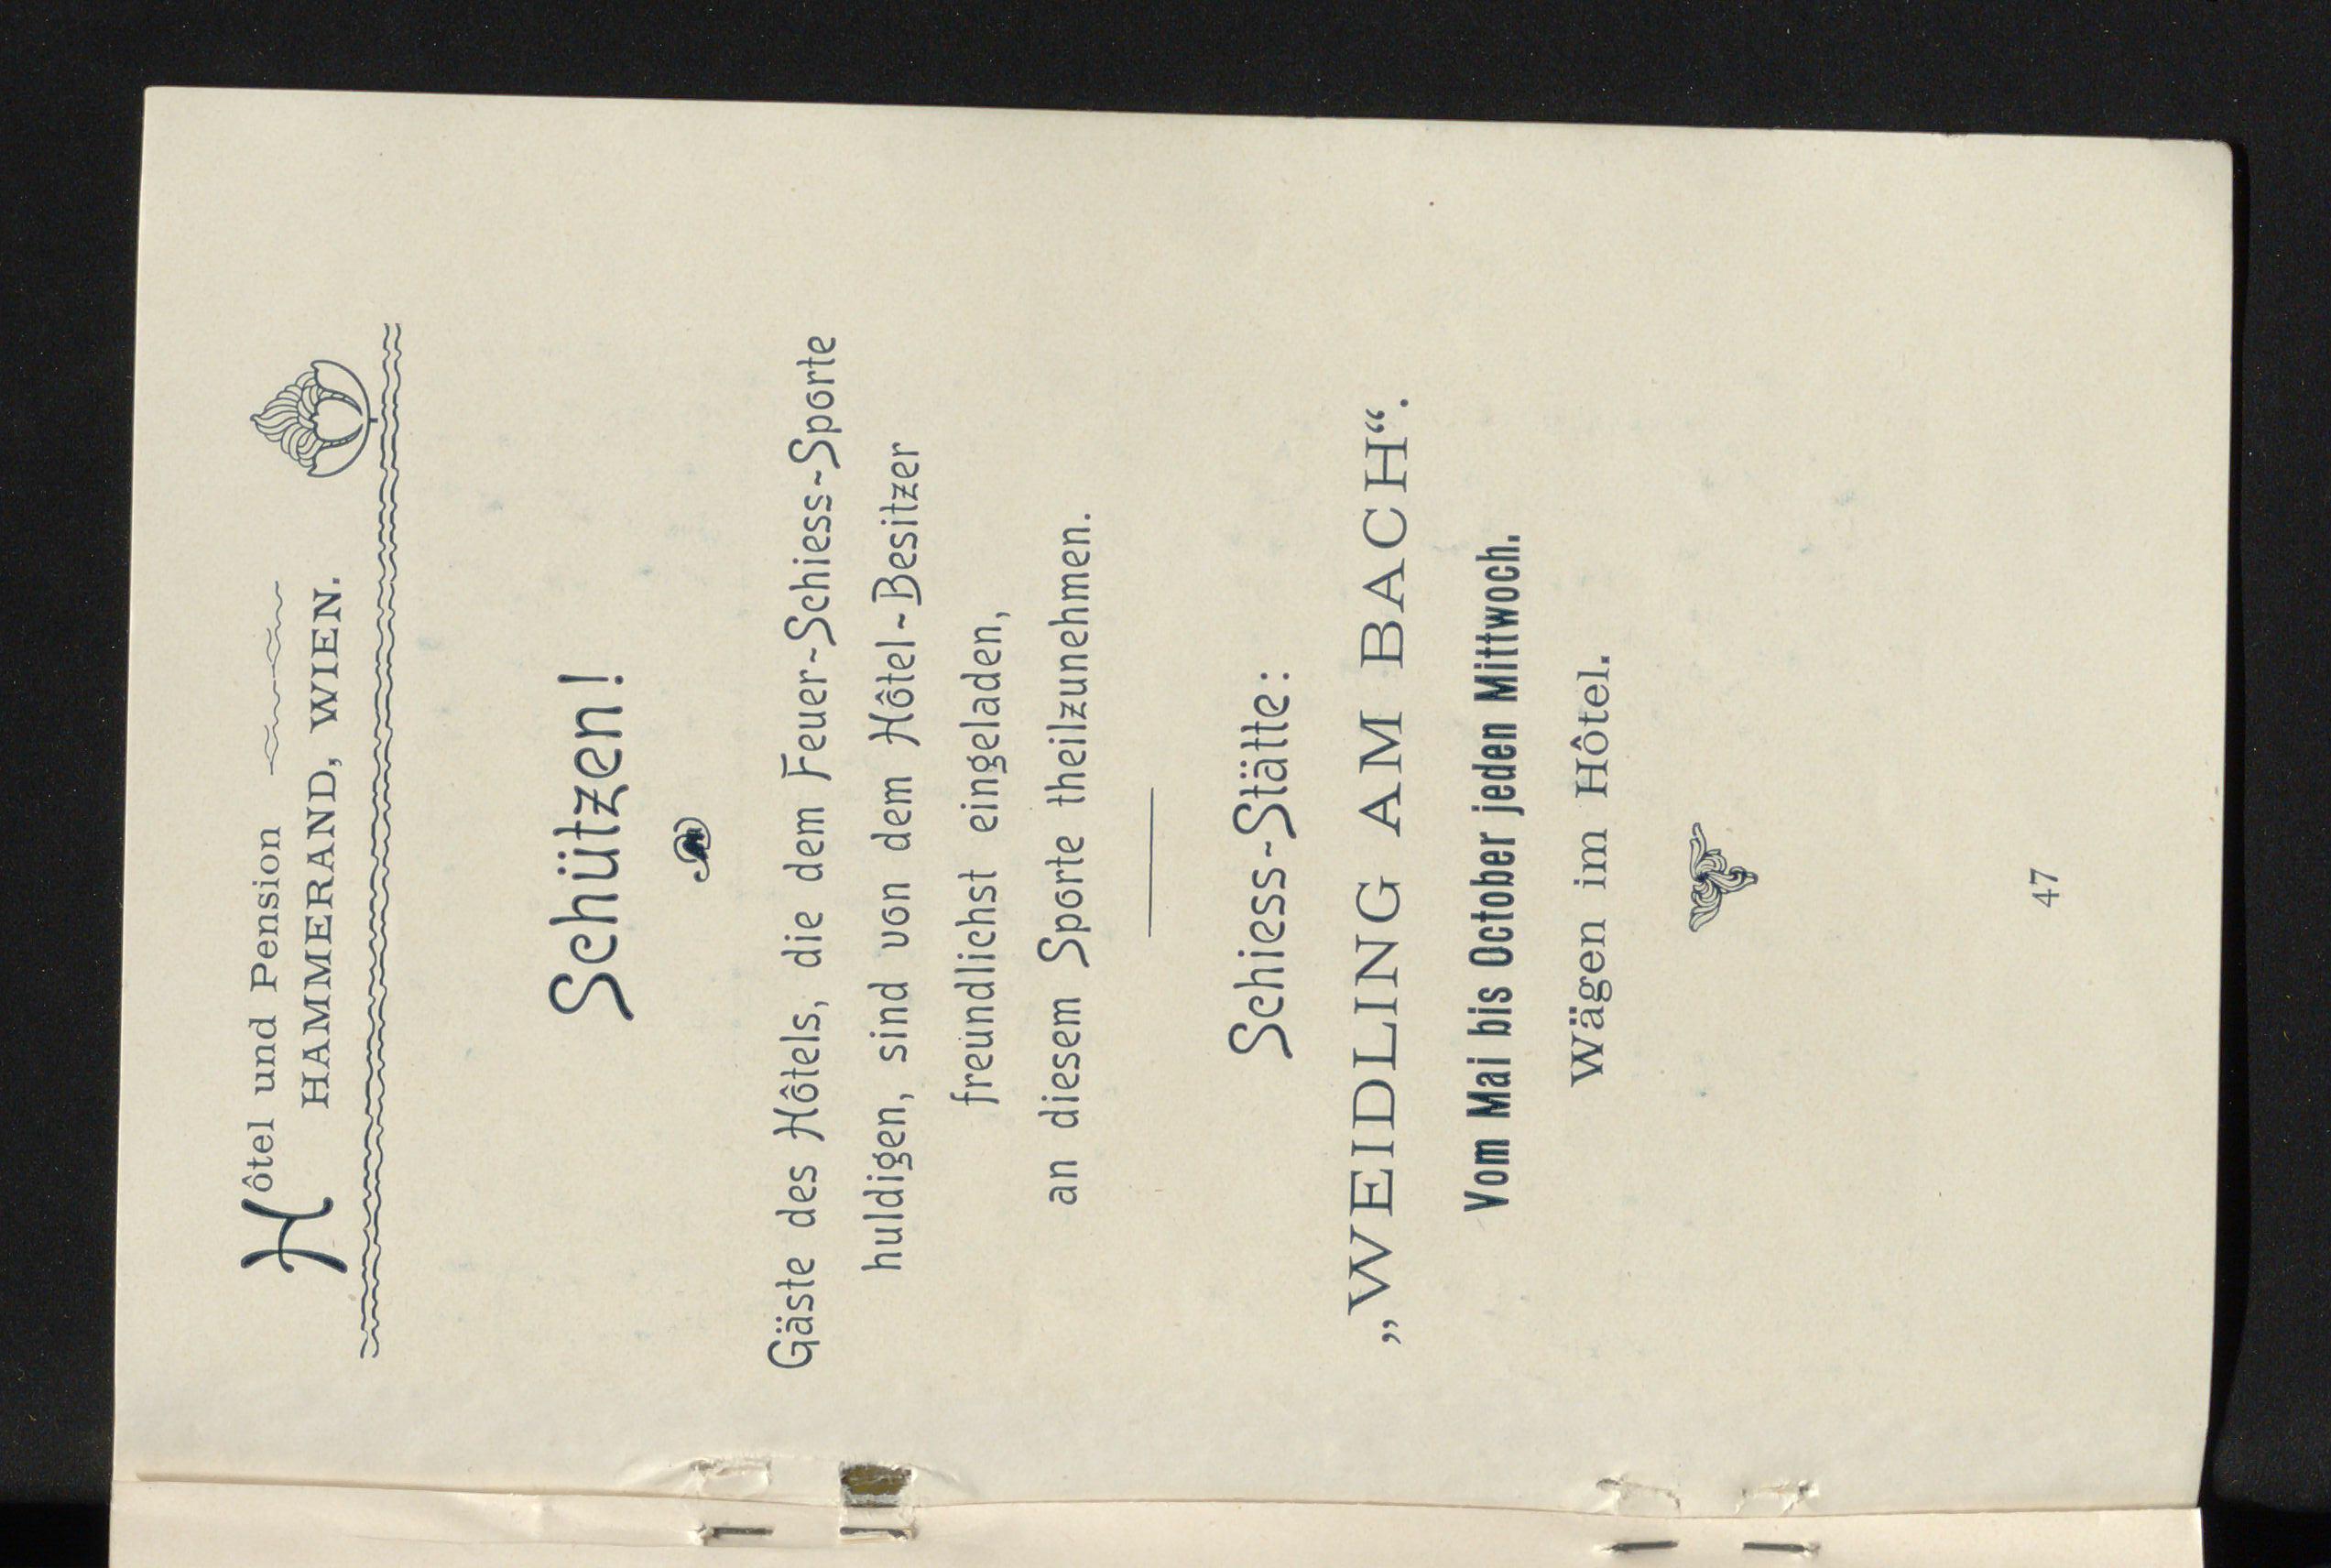 Hôtel und Pension
HAMMERAND, WIEN.
Schützen!
Gäste des Hôtels, die dem Feuer-Schiess-Sporte
huldigen, sind von dem Hôtel-Besitzer
freundlichst eingeladen,
an diesem Sporte theilzunehmen.
Schiess-Stätte:
„WEIDLING AM BACH“.
Vom Mai bis October jeden Mittwoch.
Wägen im Hôtel.
47